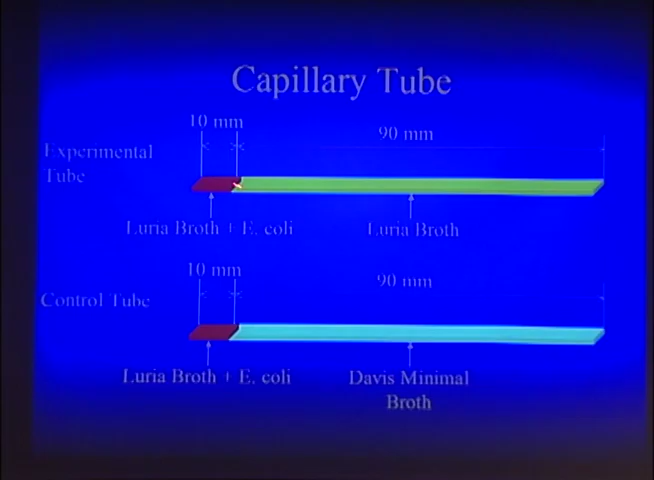 Capillary Tube
10 mm
90 mm
Experimental
Tube
Luria Broth + E. coli
Luria Broth
10 mm
90 mm
Control Tube
Luria Broth + E. coli
Davis Minimal
Broth